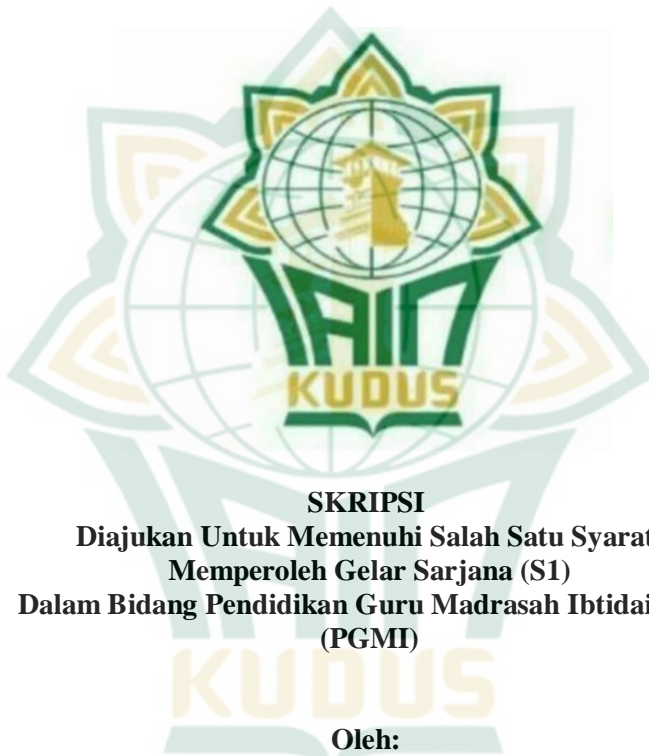 IAIN
KUDUS
SKRIPSI
Diajukan Untuk Memenuhi Salah Satu Syarat
Memperoleh Gelar Sarjana (S1)
Dalam Bidang Pendidikan Guru Madrasah Ibtidai
(PGMI)
KUDUS
Oleh: